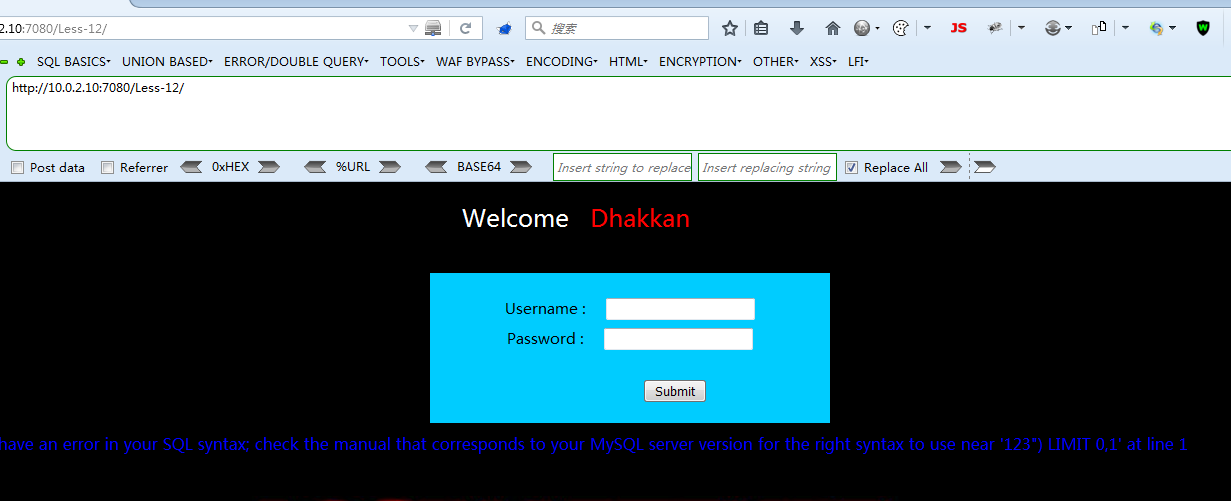 2.10:7080/Less-12/
搜索
JS
W
SQL BASICS UNION BASED ERROR/DOUBLE QUERY TOOLS WAF BYPASS ENCODING HTML ENCRYPTION OTHER XSS LFI
http://10.0.2.10:7080/Less-12/
Post data Referrer 0xHEX %URL BASE64 Insert string to replace Insert replacing string Replace All
Welcome Dhakkan
Username :
Password :
Submit
have an error in your SQL syntax; check the manual that corresponds to your MySQL server version for the right syntax to use near '123") LIMIT 0,1' at line 1